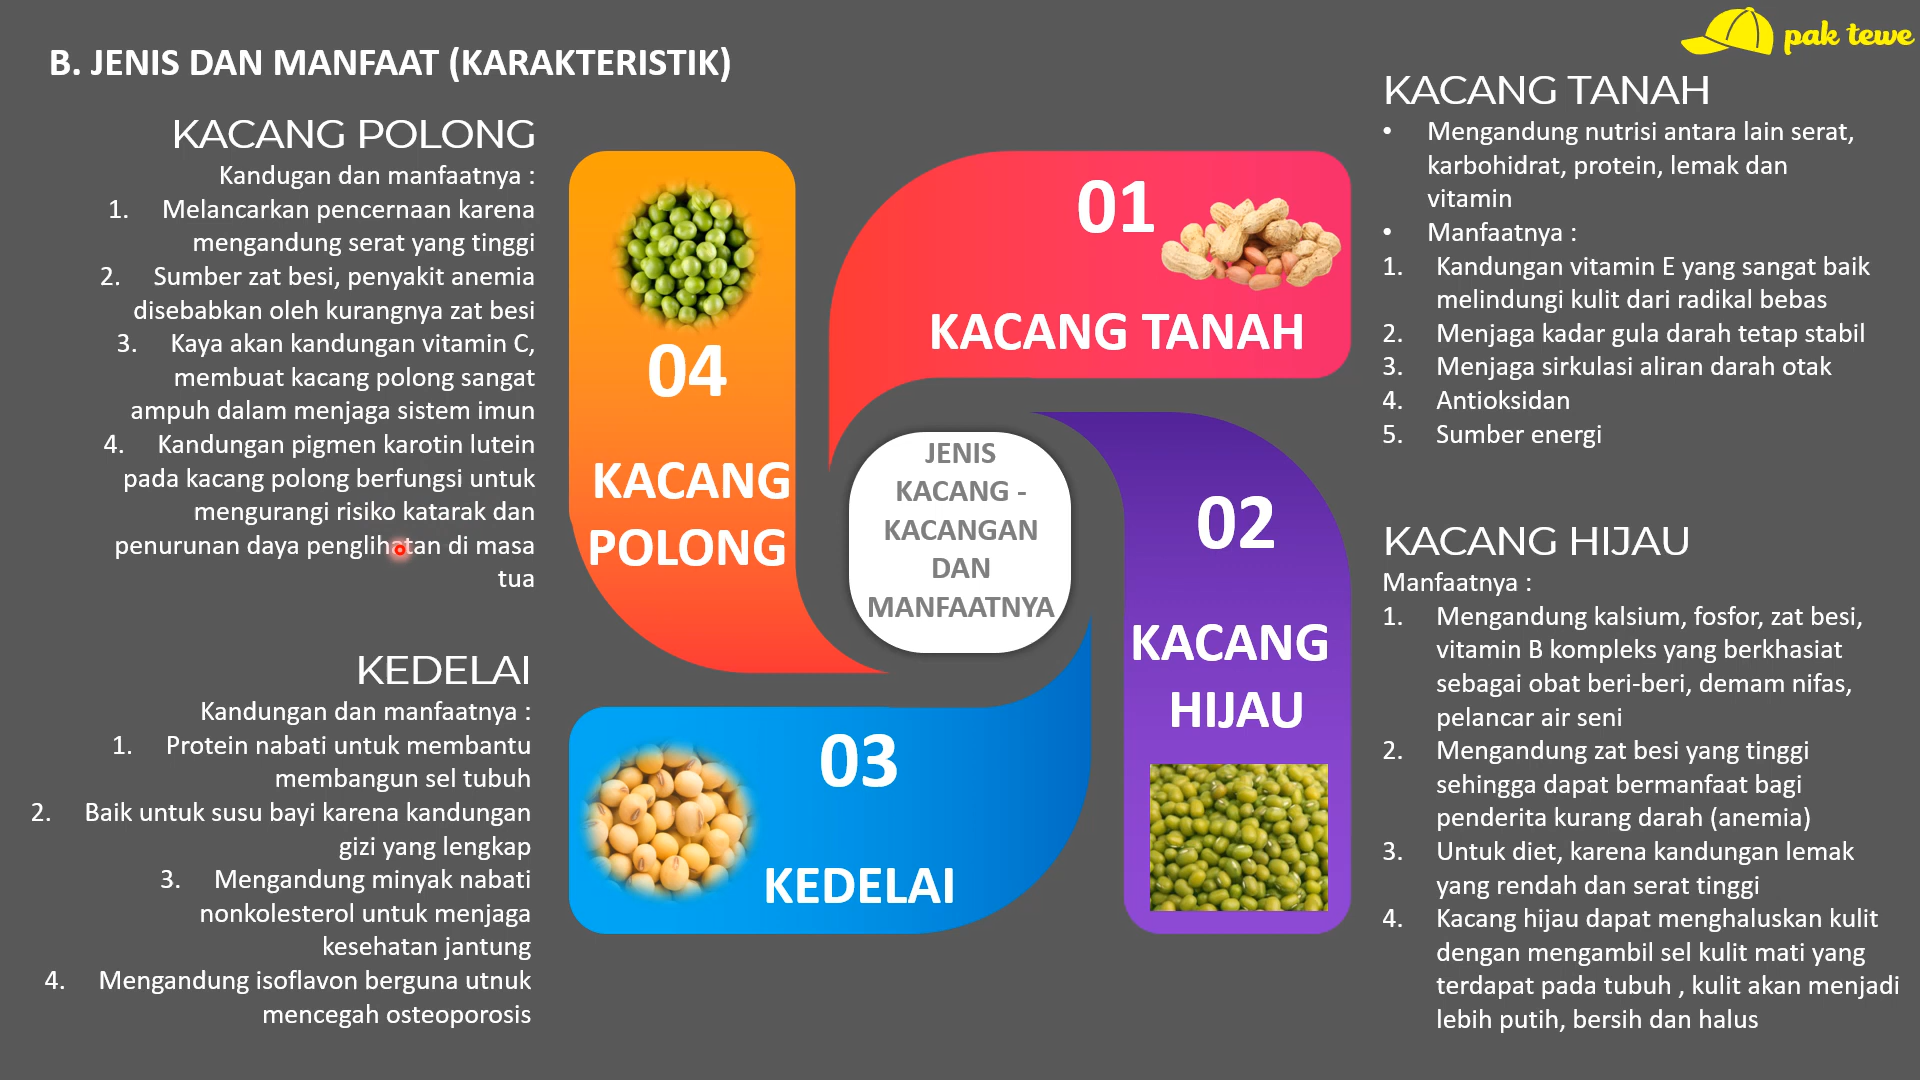 B. JENIS DAN MANFAAT (KARAKTERISTIK)
pak tewe
KACANG POLONG
Kandugan dan manfaatnya :
1. Melancarkan pencernaan karena
mengandung serat yang tinggi
2. Sumber zat besi, penyakit anemia
disebabkan oleh kurangnya zat besi
3. Kaya akan kandungan vitamin C,
membuat kacang polong sangat
ampuh dalam menjaga sistem imun
4. Kandungan pigmen karotin lutein
pada kacang polong berfungsi untuk
mengurangi risiko katarak dan
penurunan daya penglihatan di masa
tua
KEDELAI
Kandungan dan manfaatnya :
1. Protein nabati untuk membantu
membangun sel tubuh
2. Baik untuk susu bayi karena kandungan
gizi yang lengkap
3. Mengandung minyak nabati
nonkolesterol untuk menjaga
kesehatan jantung
4. Mengandung isoflavon berguna utnuk
mencegah osteoporosis
04
KACANG
POLONG
01
KACANG TANAH
JENIS
KACANG -
KACANGAN
DAN
MANFAATNYA
02
KACANG
HIJAU
03
KEDELAI
KACANG TANAH
• Mengandung nutrisi antara lain serat,
karbohidrat, protein, lemak dan
vitamin
• Manfaatnya :
1. Kandungan vitamin E yang sangat baik
melindungi kulit dari radikal bebas
2. Menjaga kadar gula darah tetap stabil
3. Menjaga sirkulasi aliran darah otak
4. Antioksidan
5. Sumber energi
KACANG HIJAU
Manfaatnya :
1. Mengandung kalsium, fosfor, zat besi,
vitamin B kompleks yang berkhasiat
sebagai obat beri-beri, demam nifas,
pelancar air seni
2. Mengandung zat besi yang tinggi
sehingga dapat bermanfaat bagi
penderita kurang darah (anemia)
3. Untuk diet, karena kandungan lemak
yang rendah dan serat tinggi
4. Kacang hijau dapat menghaluskan kulit
dengan mengambil sel kulit mati yang
terdapat pada tubuh , kulit akan menjadi
lebih putih, bersih dan halus